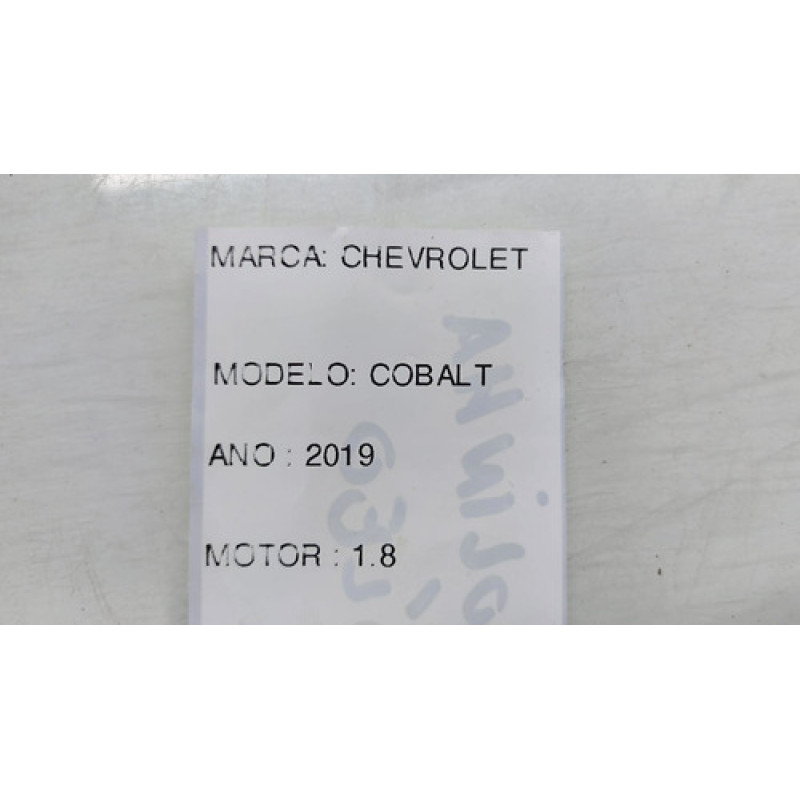 MARCA: CHEVROLET
MODELO: COBALT
ANO : 2019
MOTOR : 1.8